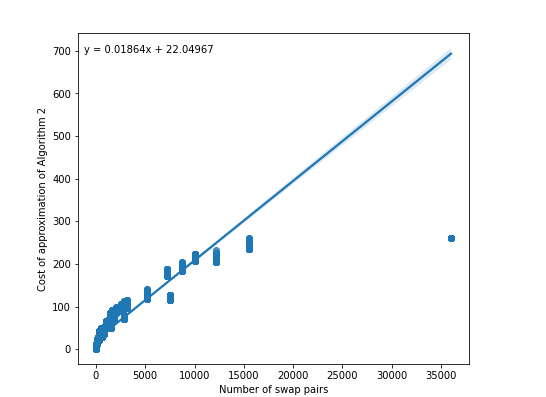 y = 0.01864x + 22.04967
700
600
500
400
300
200
100
0
Cost of approximation of Algorithm 2
0 5000 10000 15000 20000 25000 30000 35000
Number of swap pairs